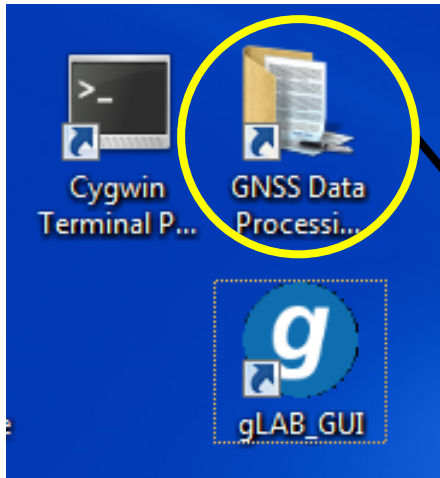 >_
Cygwin
Terminal P...
GNSS Data
Processi...
g
gLAB_GUI